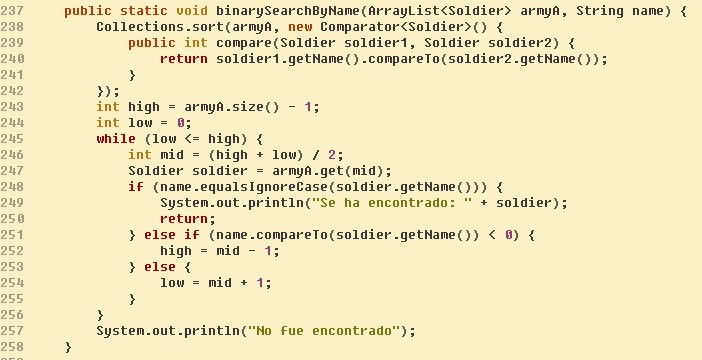 237 public static void binarySearchByName(ArrayList<Soldier> armyA, String name) {
238 Collections.sort(armyA, new Comparator<Soldier>() {
239 public int compare(Soldier soldier1, Soldier soldier2) {
240 return soldier1.getName().compareTo(soldier2.getName());
241 }
242 });
243 int high = armyA.size() - 1;
244 int low = 0;
245 while (low <= high) {
246 int mid = (high + low) / 2;
247 Soldier soldier = armyA.get(mid);
248 if (name.equalsIgnoreCase(soldier.getName())) {
249 System.out.println("Se ha encontrado: " + soldier);
250 return;
251 } else if (name.compareTo(soldier.getName()) < 0) {
252 high = mid - 1;
253 } else {
254 low = mid + 1;
255 }
256 }
257 System.out.println("No fue encontrado");
258 }